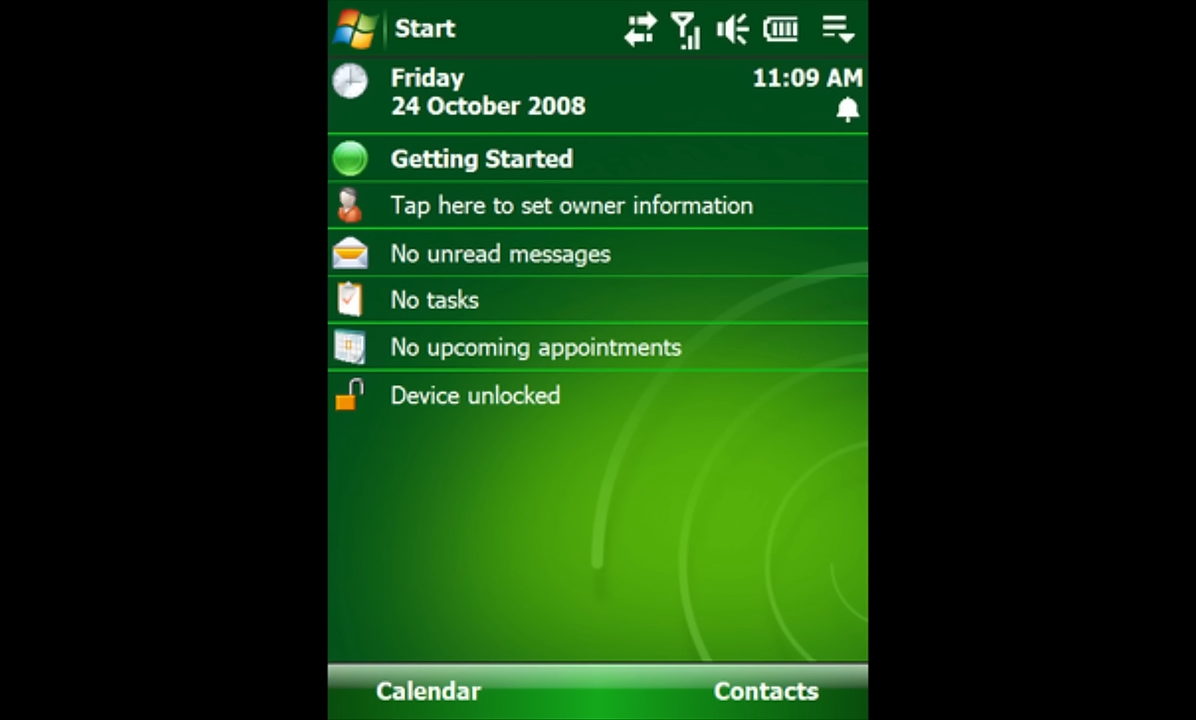 Start
Friday 11:09 AM
24 October 2008
Getting Started
Tap here to set owner information
No unread messages
No tasks
No upcoming appointments
Device unlocked
Calendar Contacts